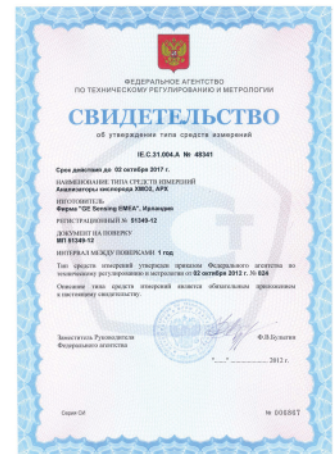 ФЕДЕРАЛЬНОЕ АГЕНТСТВО
ПО ТЕХНИЧЕСКОМУ РЕГУЛИРОВАНИЮ И МЕТРОЛОГИИ
СВИДЕТЕЛЬСТВО
об утверждении типа средств измерений
IE.C.31.004.A № 48341
Срок действия до 02 октября 2017 г.
НАИМЕНОВАНИЕ ТИПА СРЕДСТВ ИЗМЕРЕНИЙ
Анализаторы кислорода XMO2, APX
ИЗГОТОВИТЕЛЬ
Фирма "GE Sensing EMEA", Ирландия
РЕГИСТРАЦИОННЫЙ № 51349-12
ДОКУМЕНТ НА ПОВЕРКУ
МП 51349-12
ИНТЕРВАЛ МЕЖДУ ПОВЕРКАМИ 1 год
Тип средств измерений утвержден приказом Федерального агентства по
техническому регулированию и метрологии от 02 октября 2012 г. № 824
Описание типа средств измерений является обязательным приложением
к настоящему свидетельству.
Заместитель Руководителя Ф.В.Булыгин
Федерального агентства
"....." .............. 2012 г.
Серия СИ №